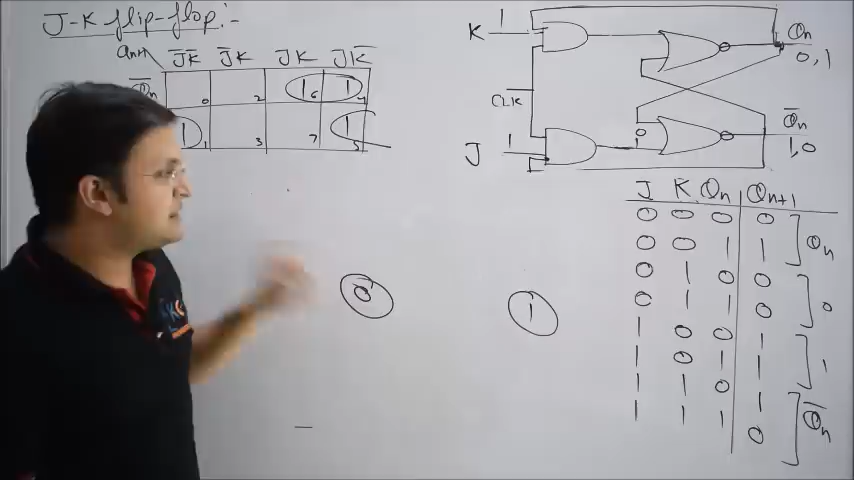 J-K flip-flop:-
Qn+1 J̅K̅ J̅K JK JK̅
Q̅n 0 2 1 6 1 4
1 1 3 7 1 5
K 1 Qn
0,1
CLK
0 Q̅n
J 1 1 1,0
J K Qn Qn+1
0 0 0 0
0 0 1 1 Qn
0 1 0 0
0 1 1 0 0
1 0 0 1
1 0 1 1 1
1 1 0 1
1 1 1 0 Q̅n
0 1